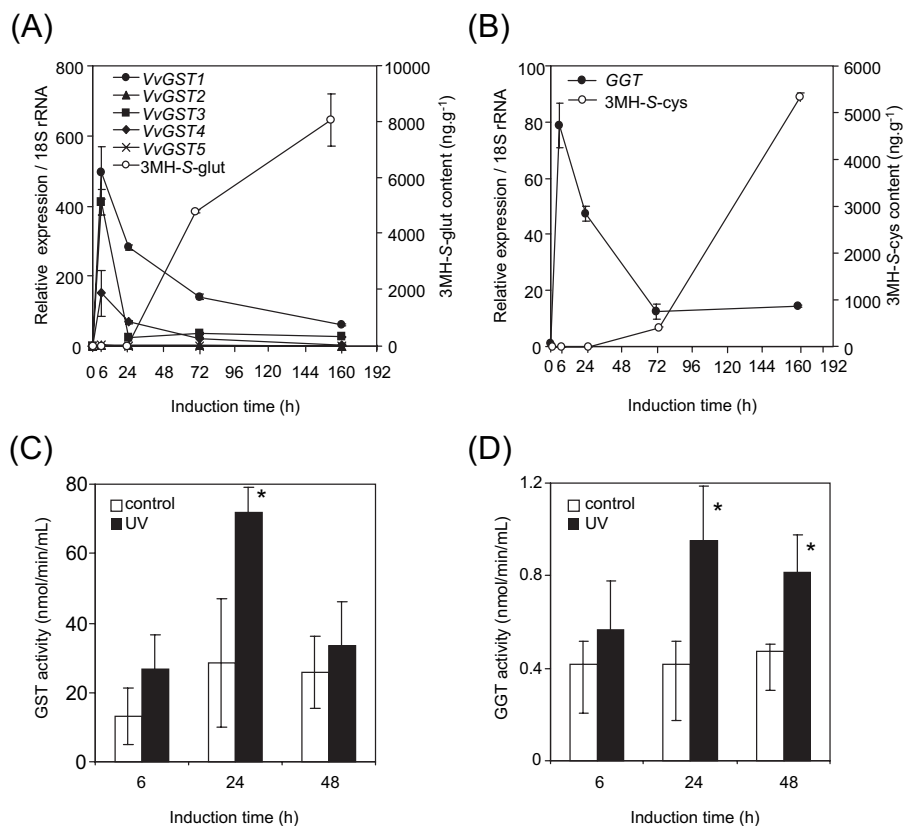 (A)
800
600
400
200
0
Relative expression / 18S rRNA
VvGST1
VvGST2
VvGST3
VvGST4
VvGST5
3MH-S-glut
10000
8000
6000
4000
2000
0
3MH-S-glut content (ng.g-1)
0 6 24 48 72 96 120 144 160 192
Induction time (h)
(B)
100
80
60
40
20
0
Relative expression / 18S rRNA
GGT
3MH-S-cys
6000
5000
4000
3000
2000
1000
0
3MH-S-cys content (ng.g-1)
0 6 24 48 72 96 120 144 160 192
Induction time (h)
(C)
80
60
40
20
0
GST activity (nmol/min/mL)
control
UV
*
6 24 48
Induction time (h)
(D)
1.2
0.8
0.4
0
GGT activity (nmol/min/mL)
control
UV
*
*
6 24 48
Induction time (h)